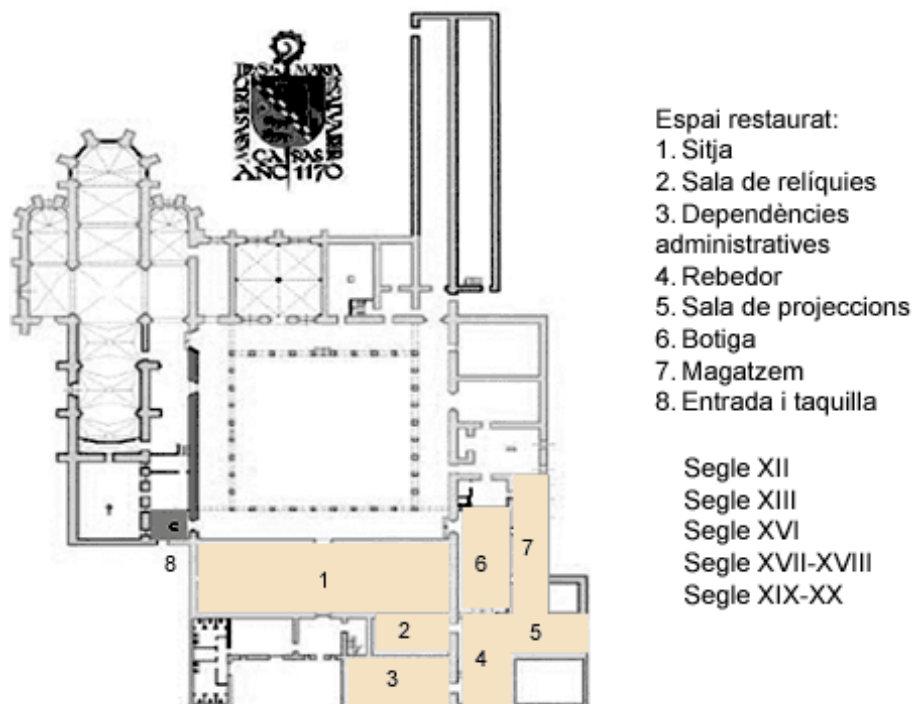 CAÑAS
AÑO 1170
Espai restaurat:
1. Sitja
2. Sala de relíquies
3. Dependències
administratives
4. Rebedor
5. Sala de projeccions
6. Botiga
7. Magatzem
8. Entrada i taquilla
Segle XII
Segle XIII
Segle XVI
Segle XVII-XVIII
Segle XIX-XX
8
1
6
7
2
5
3
4